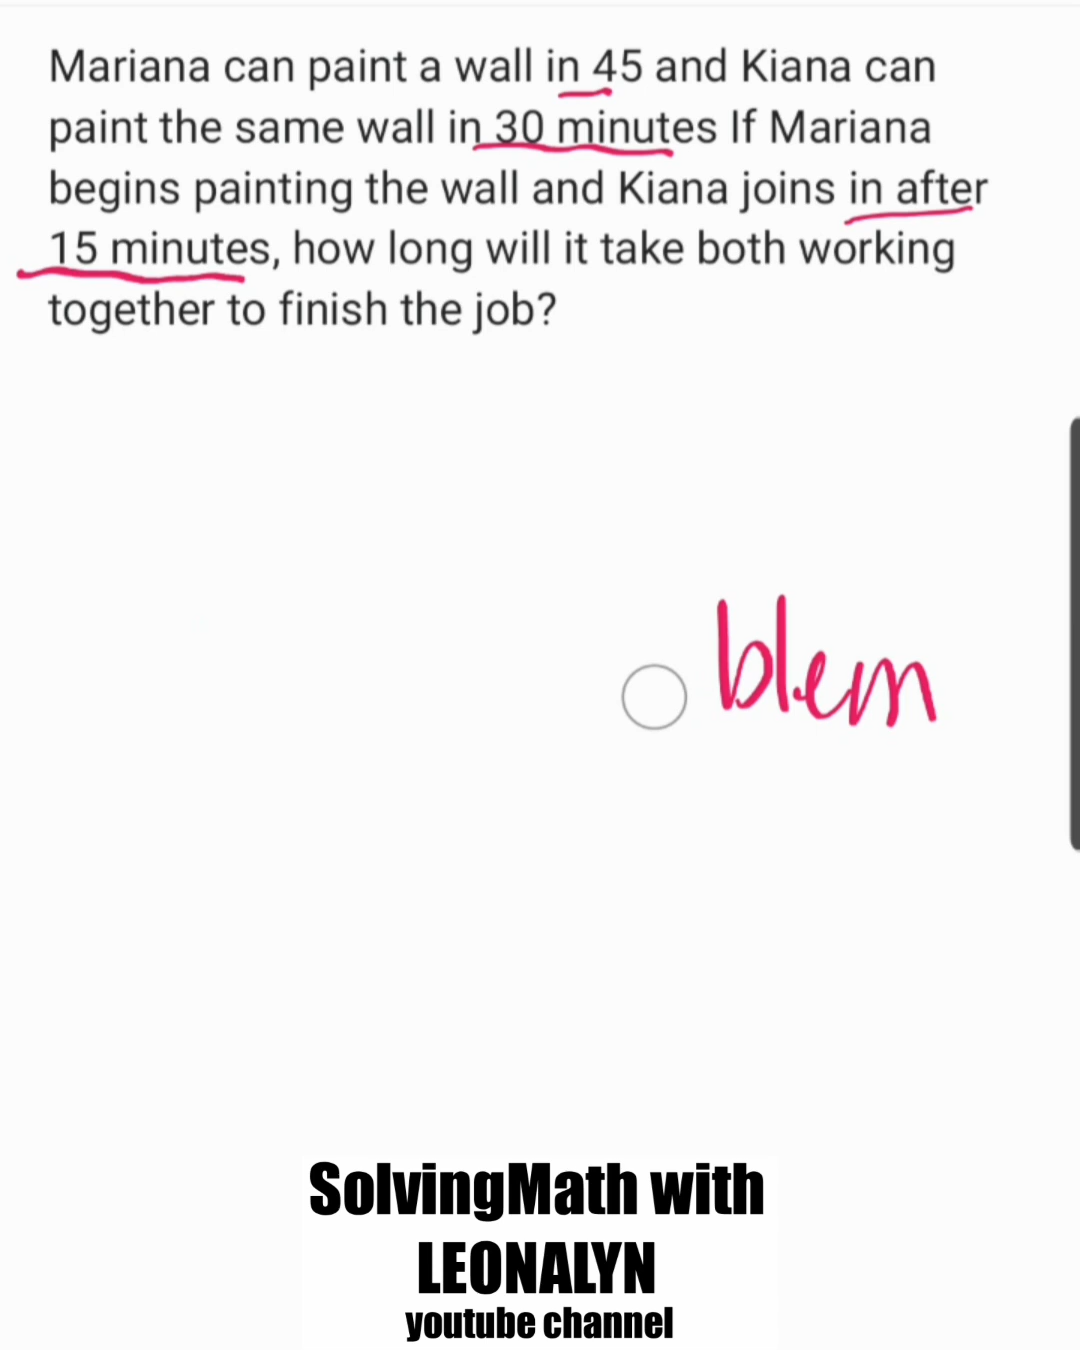 Mariana can paint a wall in 45 and Kiana can
paint the same wall in 30 minutes If Mariana
begins painting the wall and Kiana joins in after
15 minutes, how long will it take both working
together to finish the job?
blem
SolvingMath with
LEONALYN
youtube channel